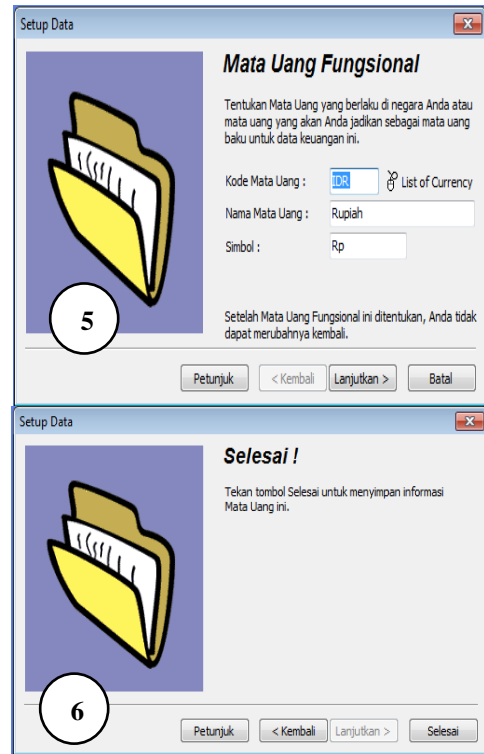 Setup Data
Mata Uang Fungsional
Tentukan Mata Uang yang berlaku di negara Anda atau
mata uang yang akan Anda jadikan sebagai mata uang
baku untuk data keuangan ini.
Kode Mata Uang : IDR List of Currency
Nama Mata Uang : Rupiah
Simbol : Rp
Setelah Mata Uang Fungsional ini ditentukan, Anda tidak
dapat merubahnya kembali.
5
Petunjuk < Kembali Lanjutkan > Batal
Setup Data
Selesai !
Tekan tombol Selesai untuk menyimpan informasi
Mata Uang ini.
6
Petunjuk < Kembali Lanjutkan > Selesai